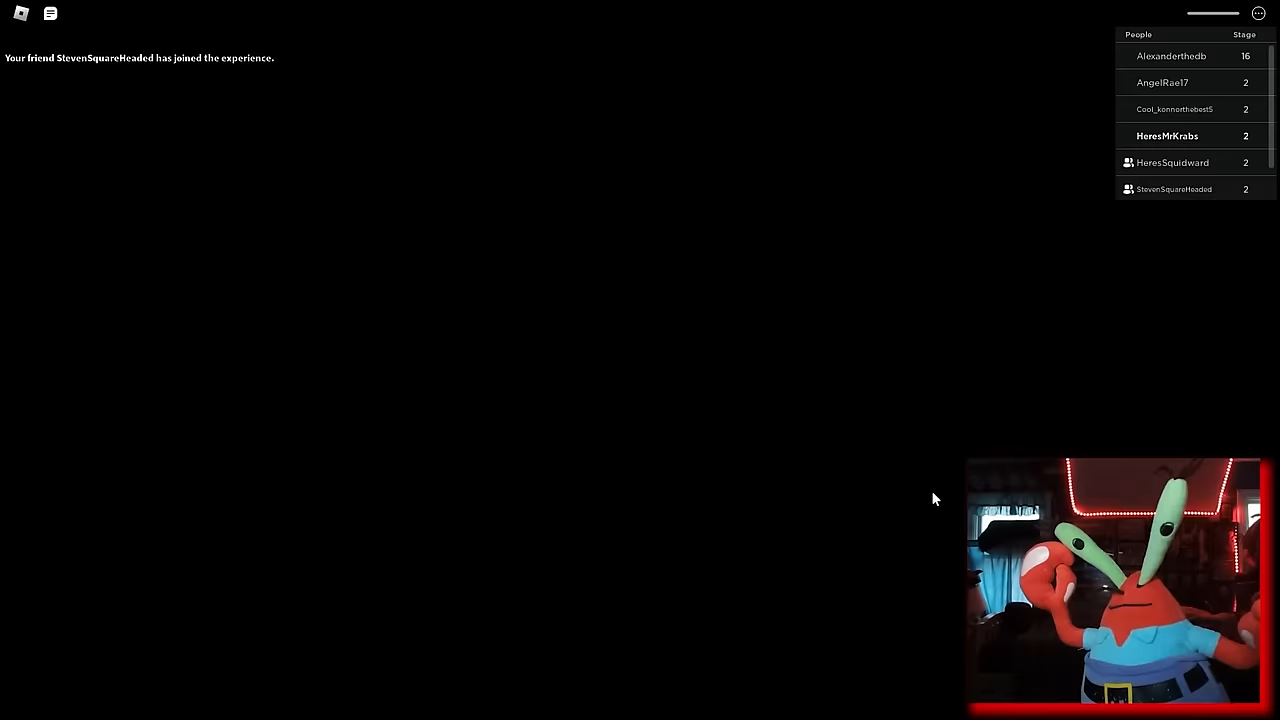 Your friend StevenSquareHeaded has joined the experience.
People Stage
Alexanderthedb 16
AngelRae17 2
Cool_konnorthebest5 2
HeresMrKrabs 2
HeresSquidward 2
StevenSquareHeaded 2